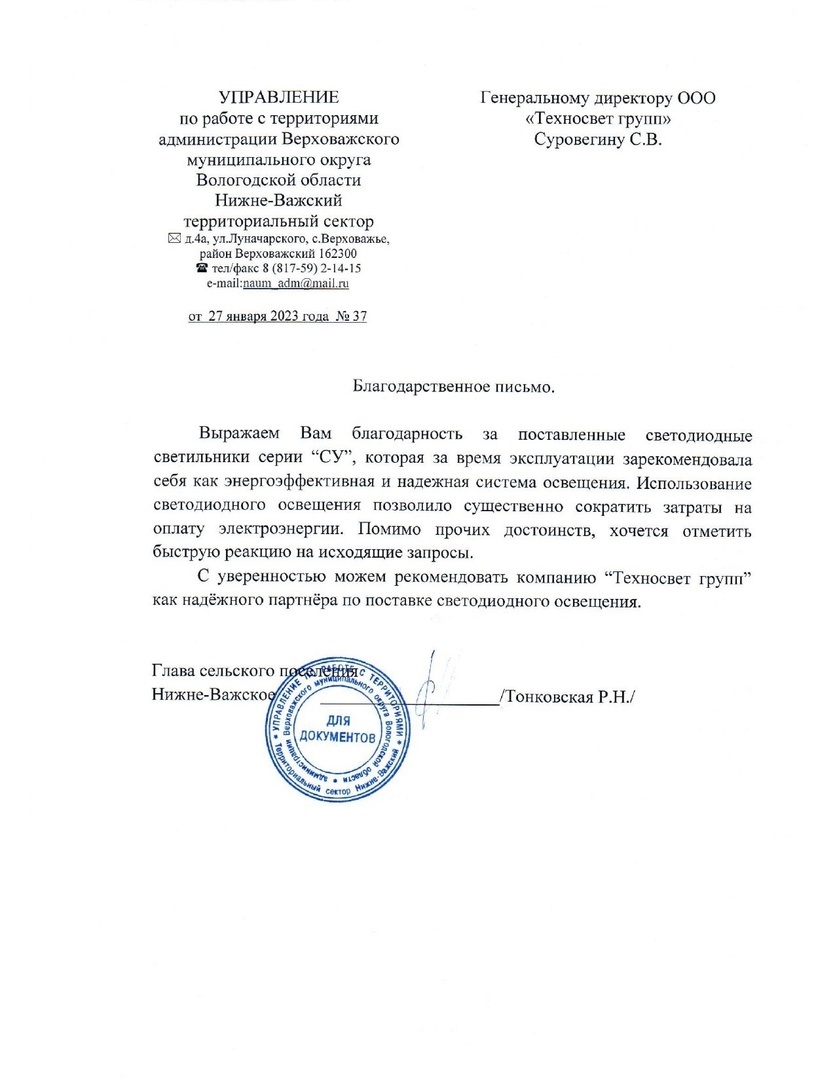 УПРАВЛЕНИЕ
по работе с территориями
администрации Верховажского
муниципального округа
Вологодской области
Нижне-Важский
территориальный сектор
д.4а, ул.Луначарского, с.Верховажье,
район Верховажский 162300
тел/факс 8 (817-59) 2-14-15
e-mail:naum_adm@mail.ru
от 27 января 2023 года № 37
Генеральному директору ООО
«Техносвет групп»
Суровегину С.В.
Благодарственное письмо.
Выражаем Вам благодарность за поставленные светодиодные
светильники серии “СУ”, которая за время эксплуатации зарекомендовала
себя как энергоэффективная и надежная система освещения. Использование
светодиодного освещения позволило существенно сократить затраты на
оплату электроэнергии. Помимо прочих достоинств, хочется отметить
быструю реакцию на исходящие запросы.
С уверенностью можем рекомендовать компанию “Техносвет групп”
как надёжного партнёра по поставке светодиодного освещения.
Глава сельского поселения
Нижне-Важское ____________________/Тонковская Р.Н./
УПРАВЛЕНИЕ ПО РАБОТЕ С ТЕРРИТОРИЯМИ
администрации Верховажского муниципального округа Вологодской области
Территориальный сектор Нижне-Важский
ДЛЯ
ДОКУМЕНТОВ